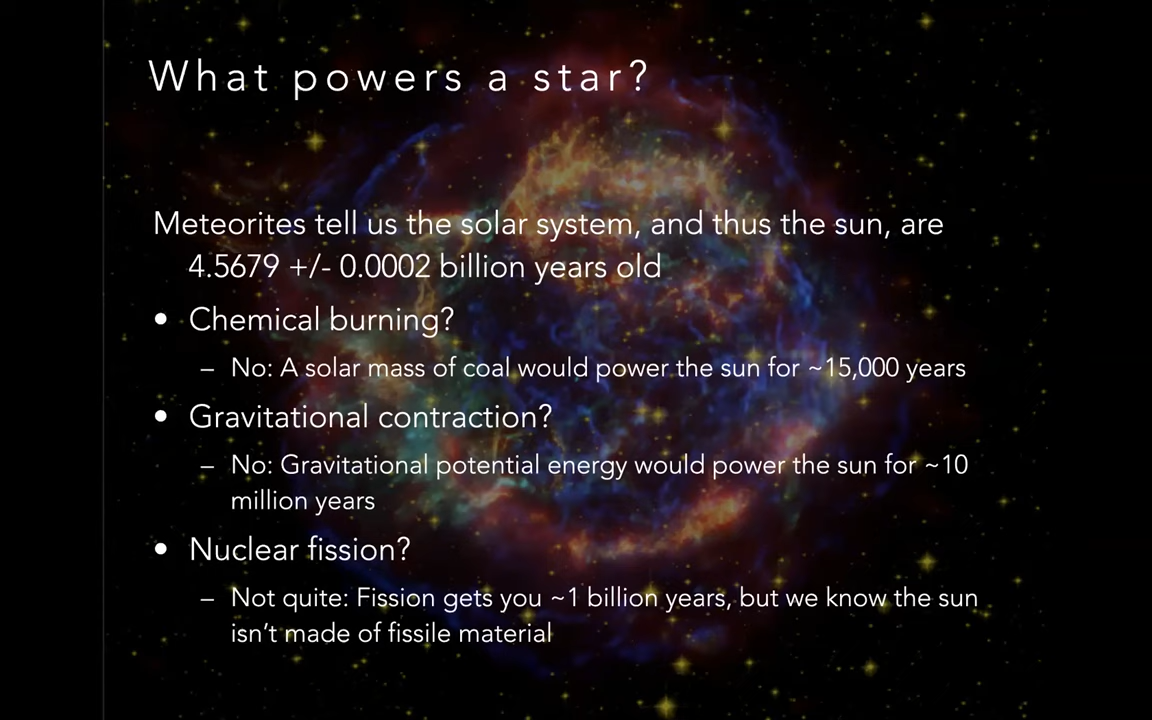 What powers a star?
Meteorites tell us the solar system, and thus the sun, are
4.5679 +/- 0.0002 billion years old
• Chemical burning?
– No: A solar mass of coal would power the sun for ~15,000 years
• Gravitational contraction?
– No: Gravitational potential energy would power the sun for ~10
million years
• Nuclear fission?
– Not quite: Fission gets you ~1 billion years, but we know the sun
isn’t made of fissile material